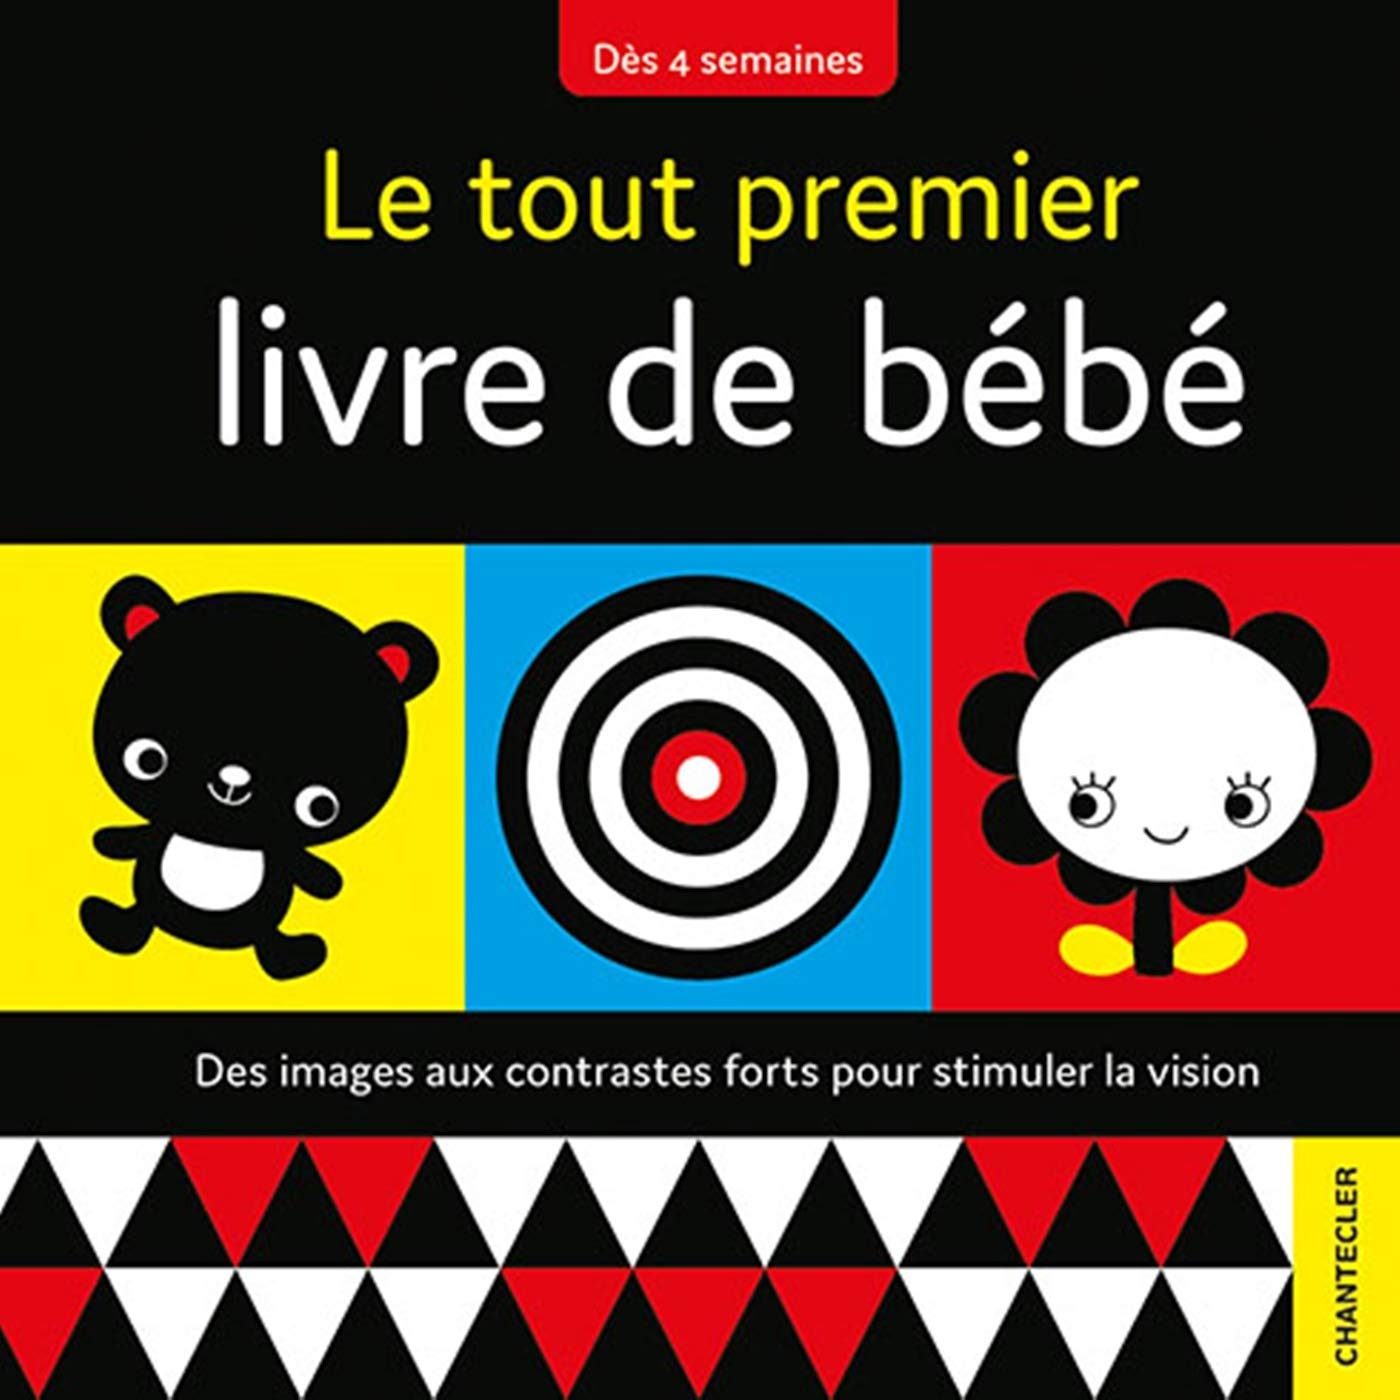 Dès 4 semaines
Le tout premier
livre de bébé
Des images aux contrastes forts pour stimuler la vision
CHANTECLER